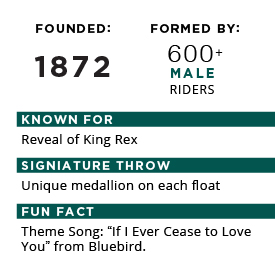 FOUNDED:
FORMED BY:
1872
600+
MALE
RIDERS
KNOWN FOR
Reveal of King Rex
SIGNIATURE THROW
Unique medallion on each float
FUN FACT
Theme Song: “If I Ever Cease to Love
You” from Bluebird.